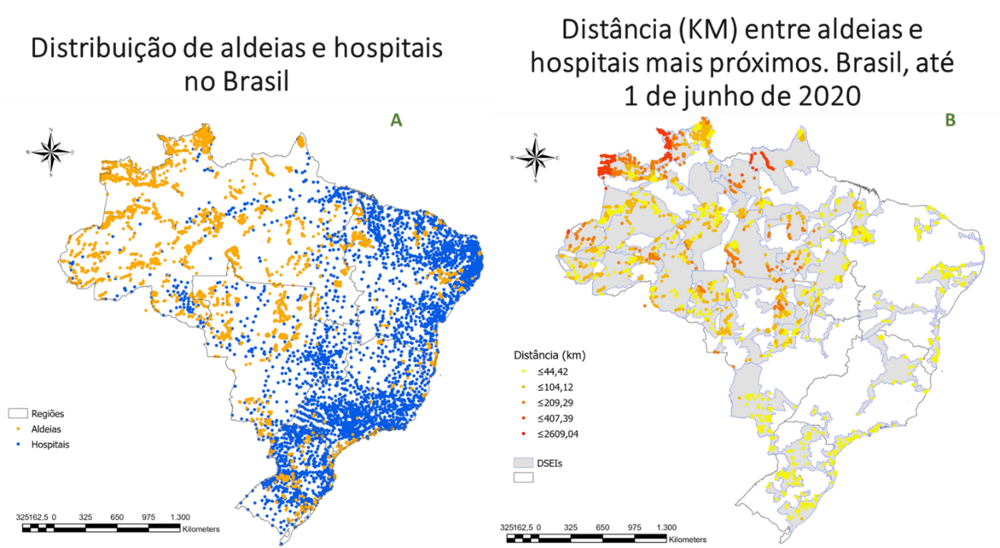 Distribuição de aldeias e hospitais
no Brasil
A
N
W
E
S
Regiões
Aldeias
Hospitais
325162,5 0 325 650 975 1.300
Kilometers
Distância (KM) entre aldeias e
hospitais mais próximos. Brasil, até
1 de junho de 2020
B
N
W
E
S
Distância (km)
≤44,42
≤104,12
≤209,29
≤407,39
≤2609,04
DSEIs
325162,5 0 325 650 975 1.300
Kilometers